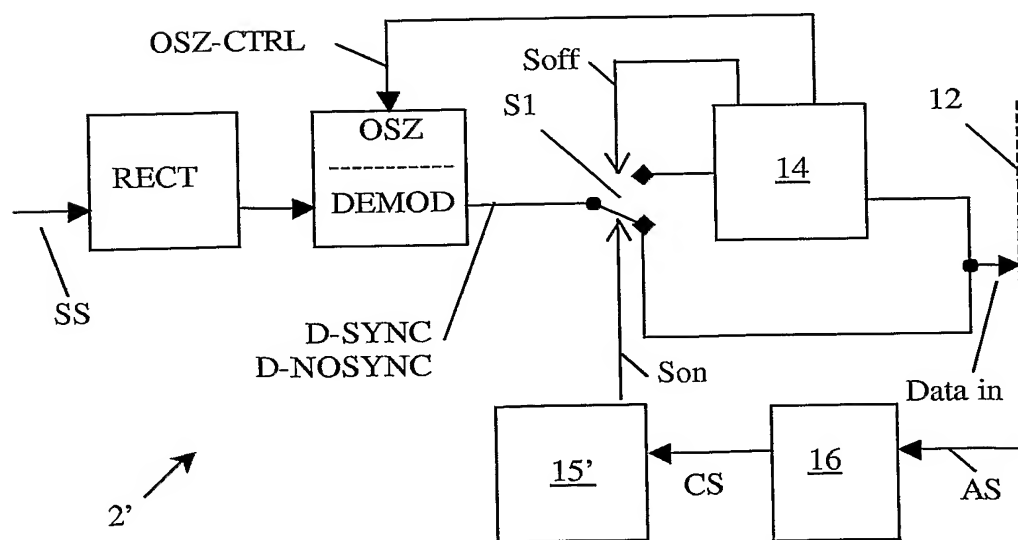 OSZ-CTRL
Soff
S1
12
OSZ
RECT
DEMOD
14
SS
D-SYNC
D-NOSYNC
Son
Data in
15'
16
CS
AS
2'